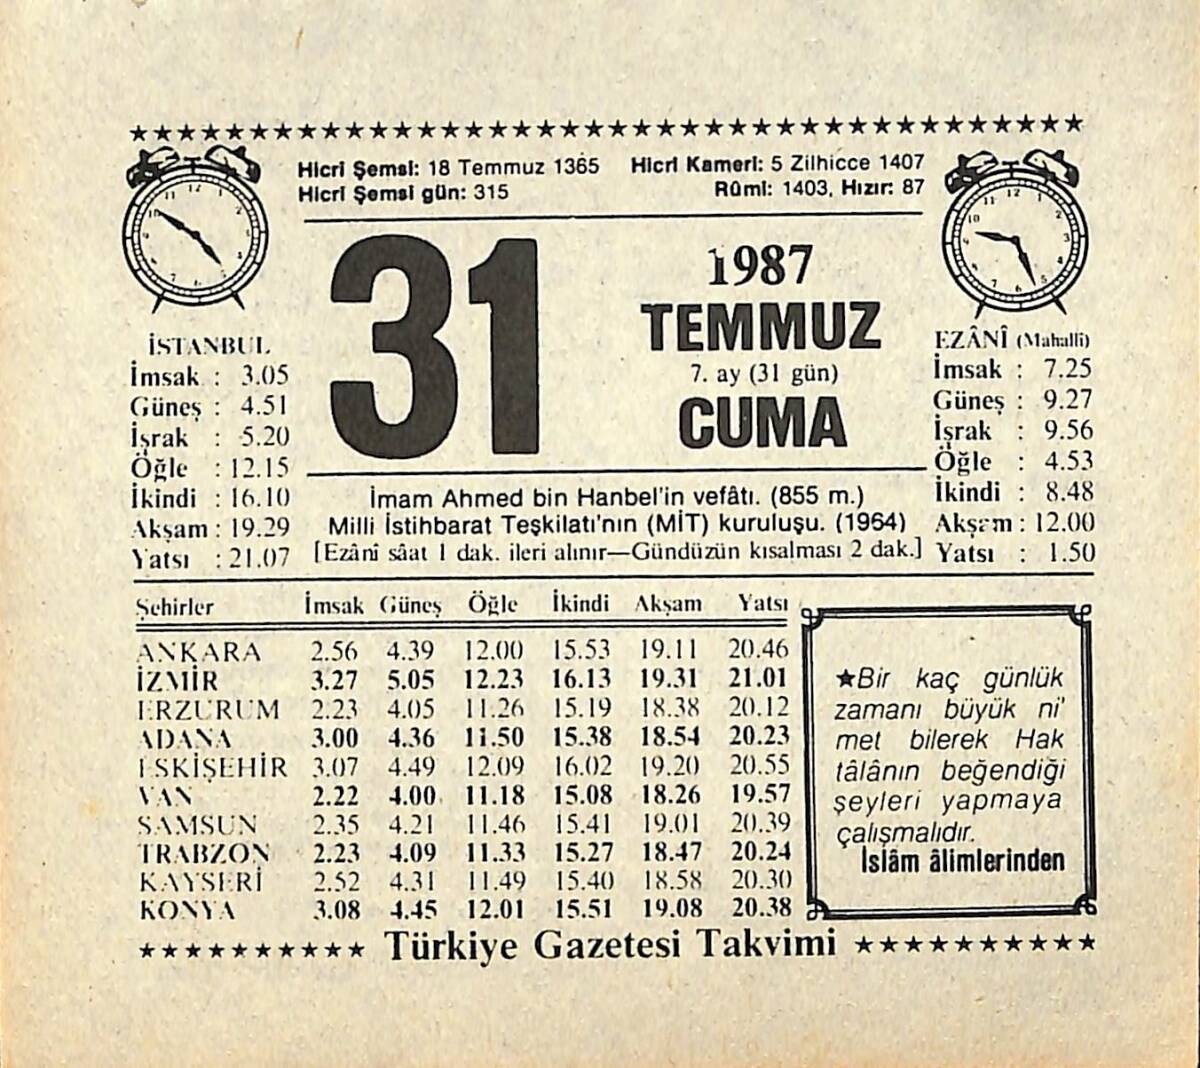 Hicrî Şemsî: 18 Temmuz 1365 Hicrî Kamerî: 5 Zilhicce 1407
Hicrî Şemsî gün: 315 Rûmî: 1403, Hızır: 87
31
1987
TEMMUZ
7. ay (31 gün)
CUMA
İSTANBUL
İmsak : 3.05
Güneş : 4.51
İşrak : 5.20
Öğle : 12.15
İkindi : 16.10
Akşam : 19.29
Yatsı : 21.07
EZÂNÎ (Mahallî)
İmsak : 7.25
Güneş : 9.27
İşrak : 9.56
Öğle : 4.53
İkindi : 8.48
Akşam : 12.00
Yatsı : 1.50
İmam Ahmed bin Hanbel'in vefâtı. (855 m.)
Milli İstihbarat Teşkilatı'nın (MİT) kuruluşu. (1964)
[Ezânî sâat 1 dak. ileri alınır—Gündüzün kısalması 2 dak.]
Şehirler İmsak Güneş Öğle İkindi Akşam Yatsı
ANKARA 2.56 4.39 12.00 15.53 19.11 20.46
İZMİR 3.27 5.05 12.23 16.13 19.31 21.01
ERZURUM 2.23 4.05 11.26 15.19 18.38 20.12
ADANA 3.00 4.36 11.50 15.38 18.54 20.23
ESKİŞEHİR 3.07 4.49 12.09 16.02 19.20 20.55
VAN 2.22 4.00 11.18 15.08 18.26 19.57
SAMSUN 2.35 4.21 11.46 15.41 19.01 20.39
TRABZON 2.23 4.09 11.33 15.27 18.47 20.24
KAYSERİ 2.52 4.31 11.49 15.40 18.58 20.30
KONYA 3.08 4.45 12.01 15.51 19.08 20.38
★Bir kaç günlük
zamanı büyük ni'
met bilerek Hak
tâlânın beğendiği
şeyleri yapmaya
çalışmalıdır.
İslâm âlimlerinden
★★★★★★★★★★ Türkiye Gazetesi Takvimi ★★★★★★★★★★